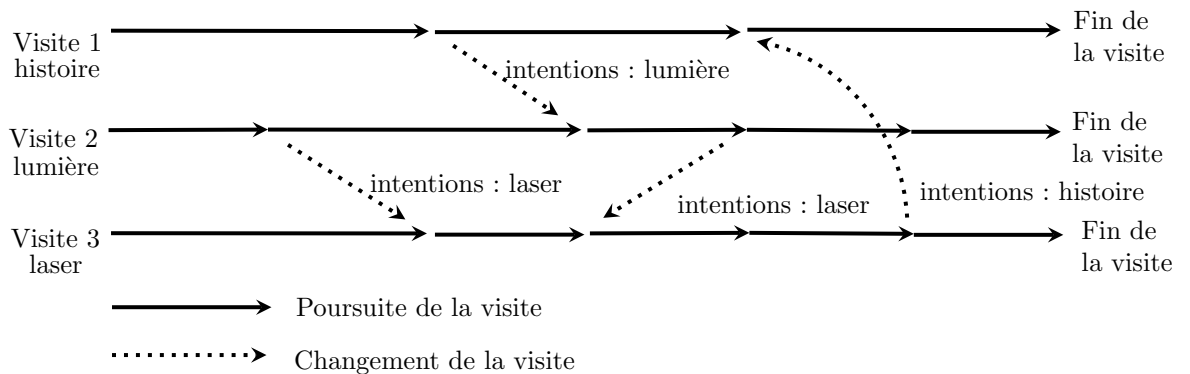 Visite 1
histoire
intentions : lumière
Fin de
la visite
Visite 2
lumière
intentions : laser
Fin de
la visite
intentions : laser
intentions : histoire
Visite 3
laser
Fin de
la visite
Poursuite de la visite
Changement de la visite